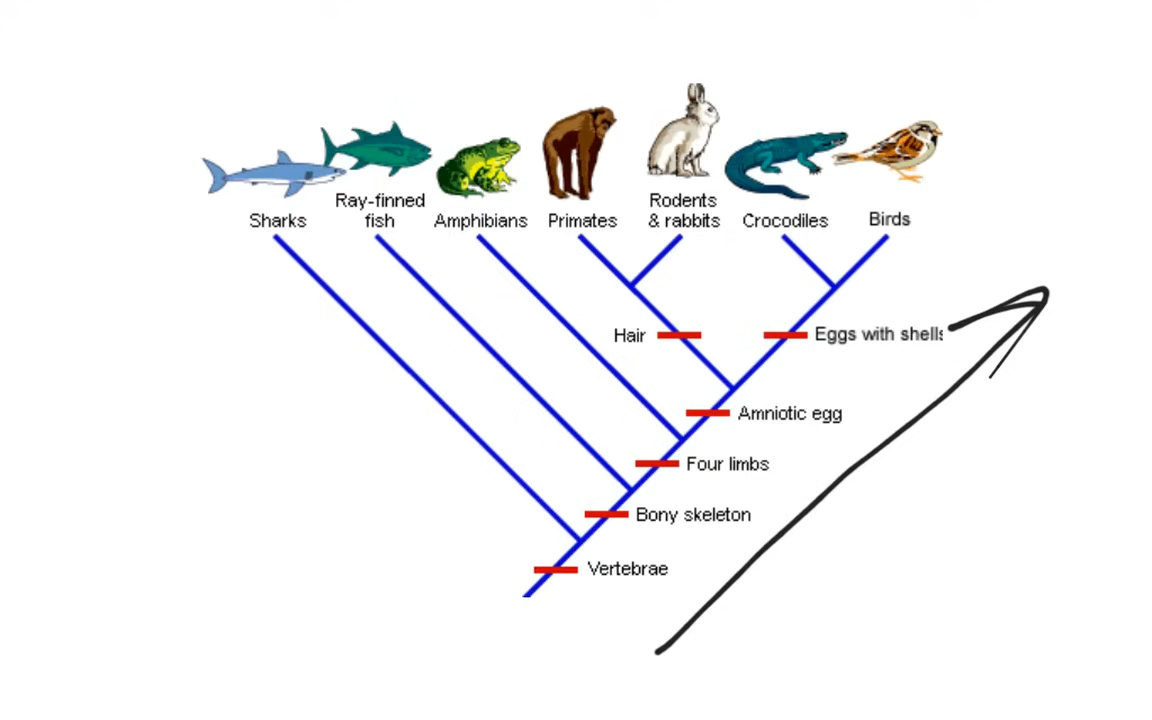 Sharks
Ray-finned
fish
Amphibians
Primates
Rodents
& rabbits
Crocodiles
Birds
Hair
Eggs with shells
Amniotic egg
Four limbs
Bony skeleton
Vertebrae